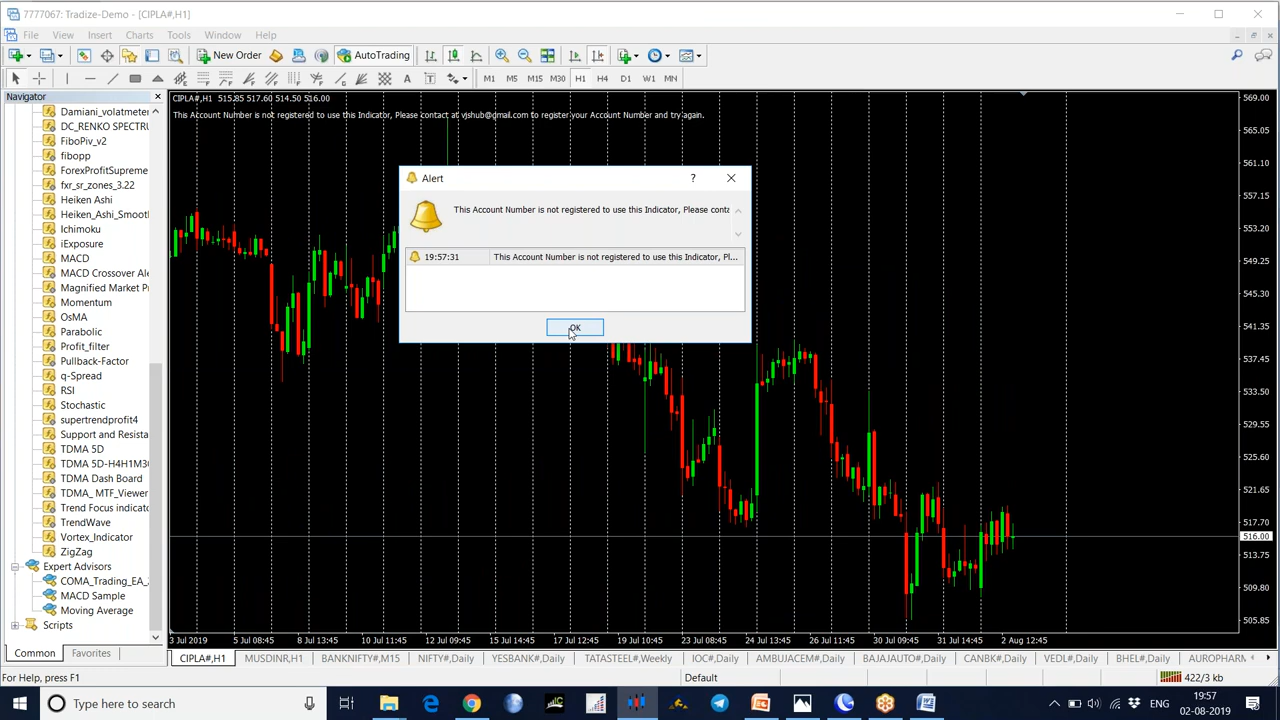 7777067: Tradize-Demo - [CIPLA#,H1]
File View Insert Charts Tools Window Help
New Order AutoTrading
A T M1 M5 M15 M30 H1 H4 D1 W1 MN
Navigator
Damiani_volatmeter
DC_RENKO SPECTRU
FiboPiv_v2
fibopp
ForexProfitSupreme
fxr_sr_zones_3.22
Heiken Ashi
Heiken_Ashi_Smoot
Ichimoku
iExposure
MACD
MACD Crossover Ale
Magnified Market Pr
Momentum
OsMA
Parabolic
Profit_filter
Pullback-Factor
q-Spread
RSI
Stochastic
supertrendprofit4
Support and Resista
TDMA 5D
TDMA 5D-H4H1M30
TDMA Dash Board
TDMA_ MTF_Viewer
Trend Focus indicato
TrendWave
Vortex_Indicator
ZigZag
Expert Advisors
COMA_Trading_EA_
MACD Sample
Moving Average
Scripts
Common Favorites
CIPLA#,H1 515.85 517.60 514.50 516.00
This Account Number is not registered to use this Indicator, Please contact at vjshub@gmail.com to register your Account Number and try again.
Alert
?
This Account Number is not registered to use this Indicator, Please conta
19:57:31 This Account Number is not registered to use this Indicator, Pl...
OK
569.00
565.05
561.10
557.15
553.20
549.25
545.30
541.35
537.45
533.50
529.55
525.60
521.65
517.70
516.00
513.75
509.80
505.85
3 Jul 2019 5 Jul 08:45 8 Jul 13:45 10 Jul 11:45 12 Jul 09:45 15 Jul 14:45 17 Jul 12:45 19 Jul 10:45 23 Jul 08:45 24 Jul 13:45 26 Jul 11:45 30 Jul 09:45 31 Jul 14:45 2 Aug 12:45
CIPLA#,H1 MUSDINR,H1 BANKNIFTY#,M15 NIFTY#,Daily YESBANK#,Daily TATASTEEL#,Weekly IOC#,Daily AMBUJACEM#,Daily BAJAJAUTO#,Daily CANBK#,Daily VEDL#,Daily BHEL#,Daily AUROPHARM
For Help, press F1 Default 422/3 kb
Type here to search
ENG
19:57
02-08-2019